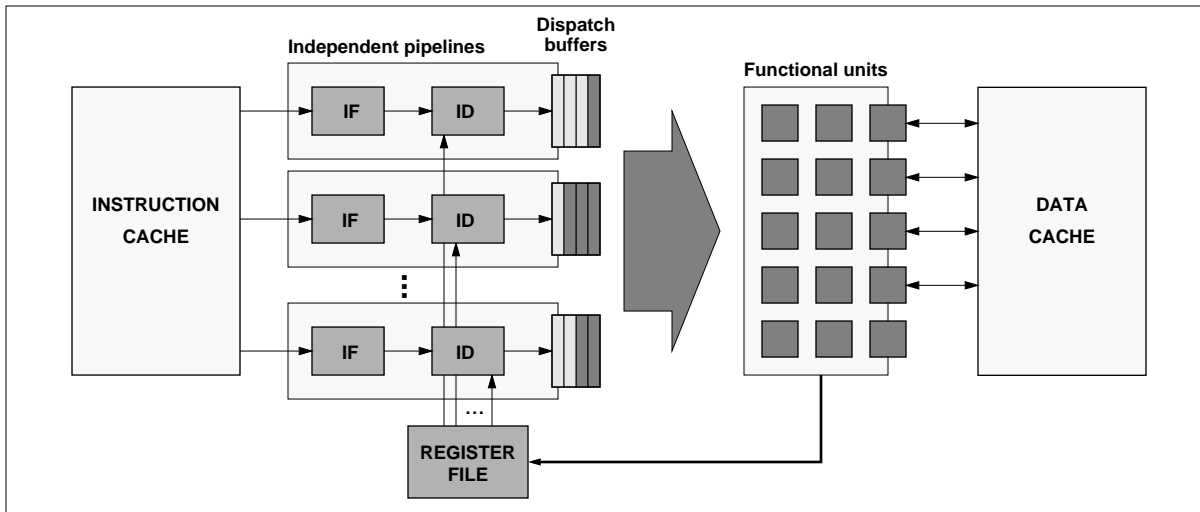 Independent pipelines
Dispatch
buffers
Functional units
INSTRUCTION
CACHE
IF
ID
IF
ID
IF
ID
...
REGISTER
FILE
DATA
CACHE